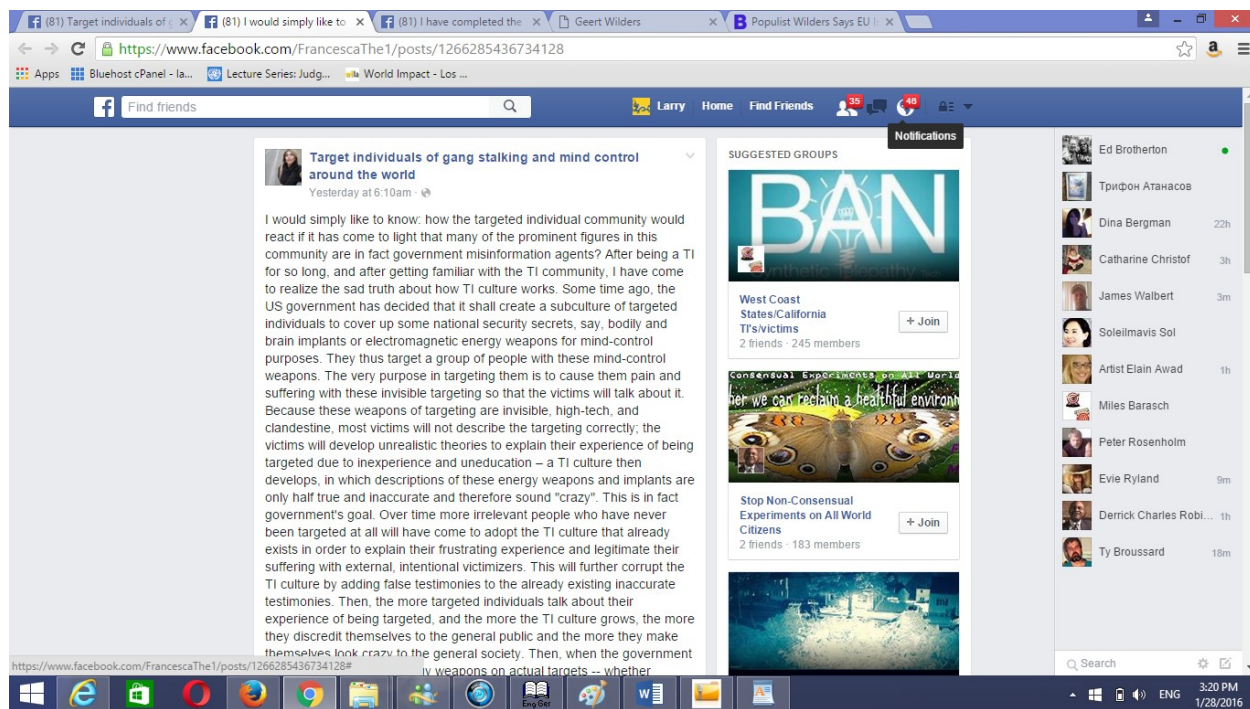 (81) Target individuals of g
(81) I would simply like to
(81) I have completed the
Geert Wilders
Populist Wilders Says EU
https://www.facebook.com/FrancescaThe1/posts/1266285436734128
Apps
Bluehost cPanel - la...
Lecture Series: Judg...
World Impact - Los ...
Find friends
Larry
Home
Find Friends
35
46
Notifications
Target individuals of gang stalking and mind control
around the world
Yesterday at 6:10am ·
I would simply like to know: how the targeted individual community would
react if it has come to light that many of the prominent figures in this
community are in fact government misinformation agents? After being a TI
for so long, and after getting familiar with the TI community, I have come
to realize the sad truth about how TI culture works. Some time ago, the
US government has decided that it shall create a subculture of targeted
individuals to cover up some national security secrets, say, bodily and
brain implants or electromagnetic energy weapons for mind-control
purposes. They thus target a group of people with these mind-control
weapons. The very purpose in targeting them is to cause them pain and
suffering with these invisible targeting so that the victims will talk about it.
Because these weapons of targeting are invisible, high-tech, and
clandestine, most victims will not describe the targeting correctly; the
victims will develop unrealistic theories to explain their experience of being
targeted due to inexperience and uneducation – a TI culture then
develops, in which descriptions of these energy weapons and implants are
only half true and inaccurate and therefore sound "crazy". This is in fact
government's goal. Over time more irrelevant people who have never
been targeted at all will have come to adopt the TI culture that already
exists in order to explain their frustrating experience and legitimate their
suffering with external, intentional victimizers. This will further corrupt the
TI culture by adding false testimonies to the already existing inaccurate
testimonies. Then, the more targeted individuals talk about their
experience of being targeted, and the more the TI culture grows, the more
they discredit themselves to the general public and the more they make
themselves look crazy to the general society. Then, when the government
weapons on actual targets -- whether
https://www.facebook.com/FrancescaThe1/posts/1266285436734128#
SUGGESTED GROUPS
BAN
Synthetic Telepathy Tech
West Coast
States/California
TI's/victims
2 friends · 245 members
+ Join
Consensual Experiments on All World
her we can reclaim a healthful environm
Stop Non-Consensual
Experiments on All World
Citizens
2 friends · 183 members
+ Join
Ed Brotherton
Трифон Атанасов
Dina Bergman 22h
Catharine Christof 3h
James Walbert 3m
Soleilmavis Sol
Artist Elain Awad 1h
Miles Barasch
Peter Rosenholm
Evie Ryland 9m
Derrick Charles Robi... 1h
Ty Broussard 18m
Search
Eng Ger
ENG
3:20 PM
1/28/2016